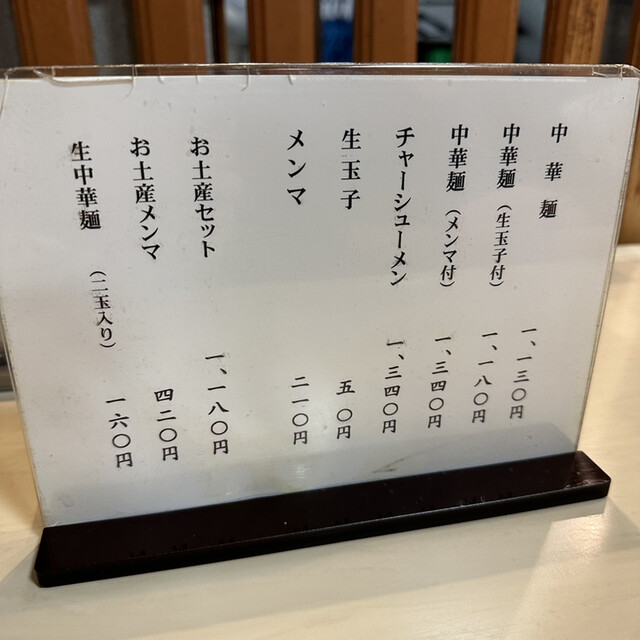 中華麺 一、一三〇円
中華麺（生玉子付） 一、一八〇円
中華麺（メンマ付） 一、三四〇円
チャーシューメン 一、三四〇円
生玉子 五〇円
メンマ 二一〇円
お土産セット 一、一八〇円
お土産メンマ 四二〇円
生中華麺（二玉入り） 一六〇円